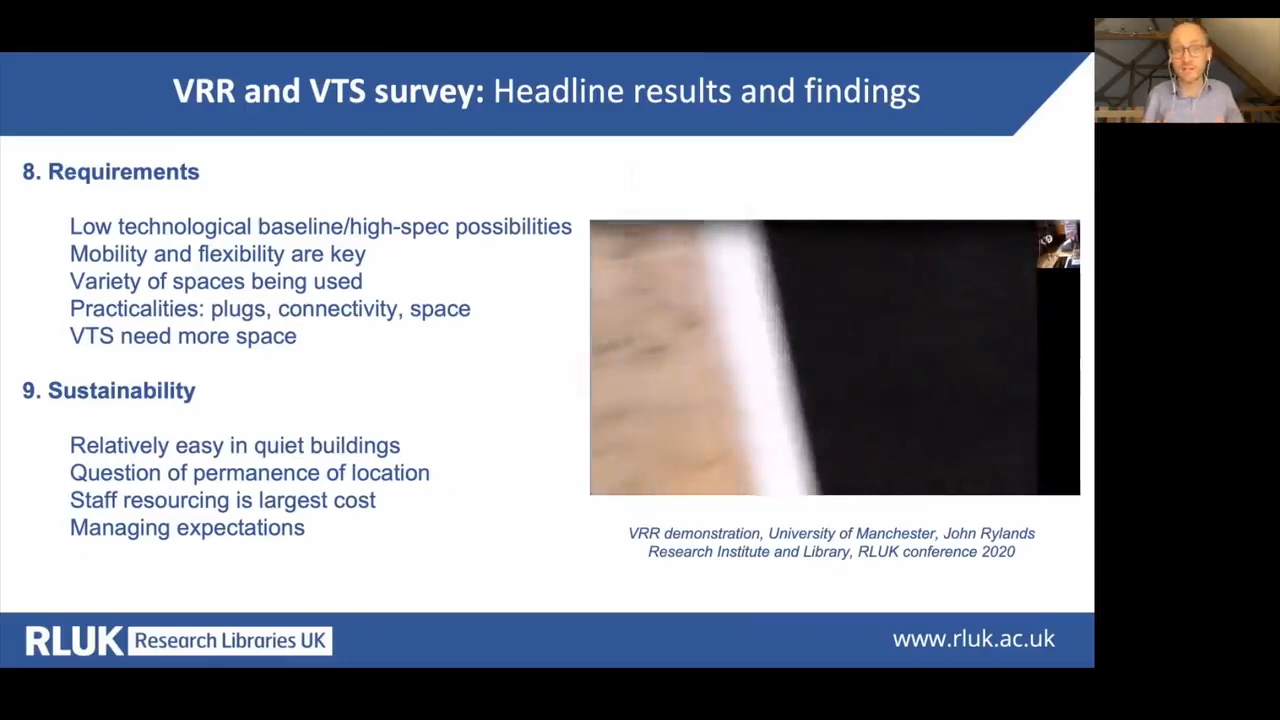 VRR and VTS survey: Headline results and findings
8. Requirements
Low technological baseline/high-spec possibilities
Mobility and flexibility are key
Variety of spaces being used
Practicalities: plugs, connectivity, space
VTS need more space
9. Sustainability
Relatively easy in quiet buildings
Question of permanence of location
Staff resourcing is largest cost
Managing expectations
VRR demonstration, University of Manchester, John Rylands
Research Institute and Library, RLUK conference 2020
RLUK Research Libraries UK
www.rluk.ac.uk